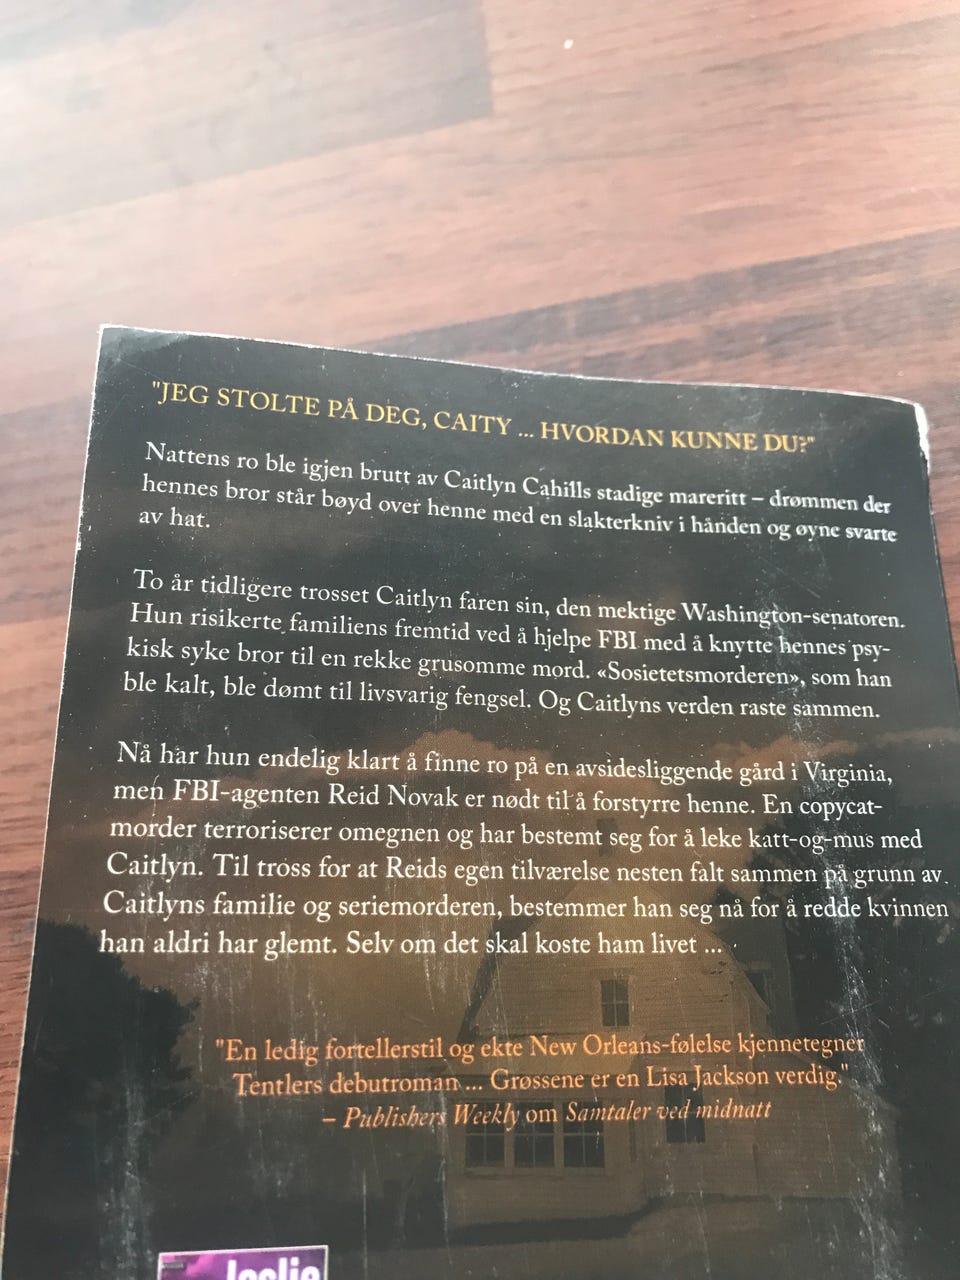 "JEG STOLTE PÅ DEG, CAITY ... HVORDAN KUNNE DU?"
Nattens ro ble igjen brutt av Caitlyn Cahills stadige mareritt – drømmen der
hennes bror står bøyd over henne med en slakterkniv i hånden og øyne svarte
av hat.
To år tidligere trosset Caitlyn faren sin, den mektige Washington-senatoren.
Hun risikerte familiens fremtid ved å hjelpe FBI med å knytte hennes psy-
kisk syke bror til en rekke grusomme mord. «Sosietetsmorderen», som han
ble kalt, ble dømt til livsvarig fengsel. Og Caitlyns verden raste sammen.
Nå har hun endelig klart å finne ro på en avsidesliggende gård i Virginia,
men FBI-agenten Reid Novak er nødt til å forstyrre henne. En copycat-
morder terroriserer omegnen og har bestemt seg for å leke katt-og-mus med
Caitlyn. Til tross for at Reids egen tilværelse nesten falt sammen på grunn av
Caitlyns familie og seriemorderen, bestemmer han seg nå for å redde kvinnen
han aldri har glemt. Selv om det skal koste ham livet ...
"En ledig fortellerstil og ekte New Orleans-følelse kjennetegner
Tentlers debutroman ... Grøssene er en Lisa Jackson verdig."
– Publishers Weekly om Samtaler ved midnatt
leslie